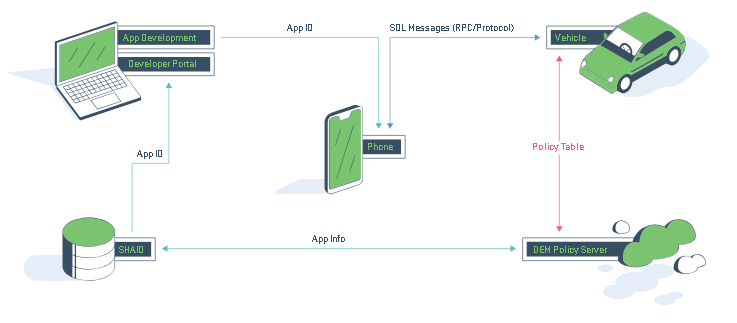 App ID
SDL Messages (RPC/Protocol)
App Development
Vehicle
Developer Portal
Phone
Policy Table
App ID
App Info
SHAID
OEM Policy Server